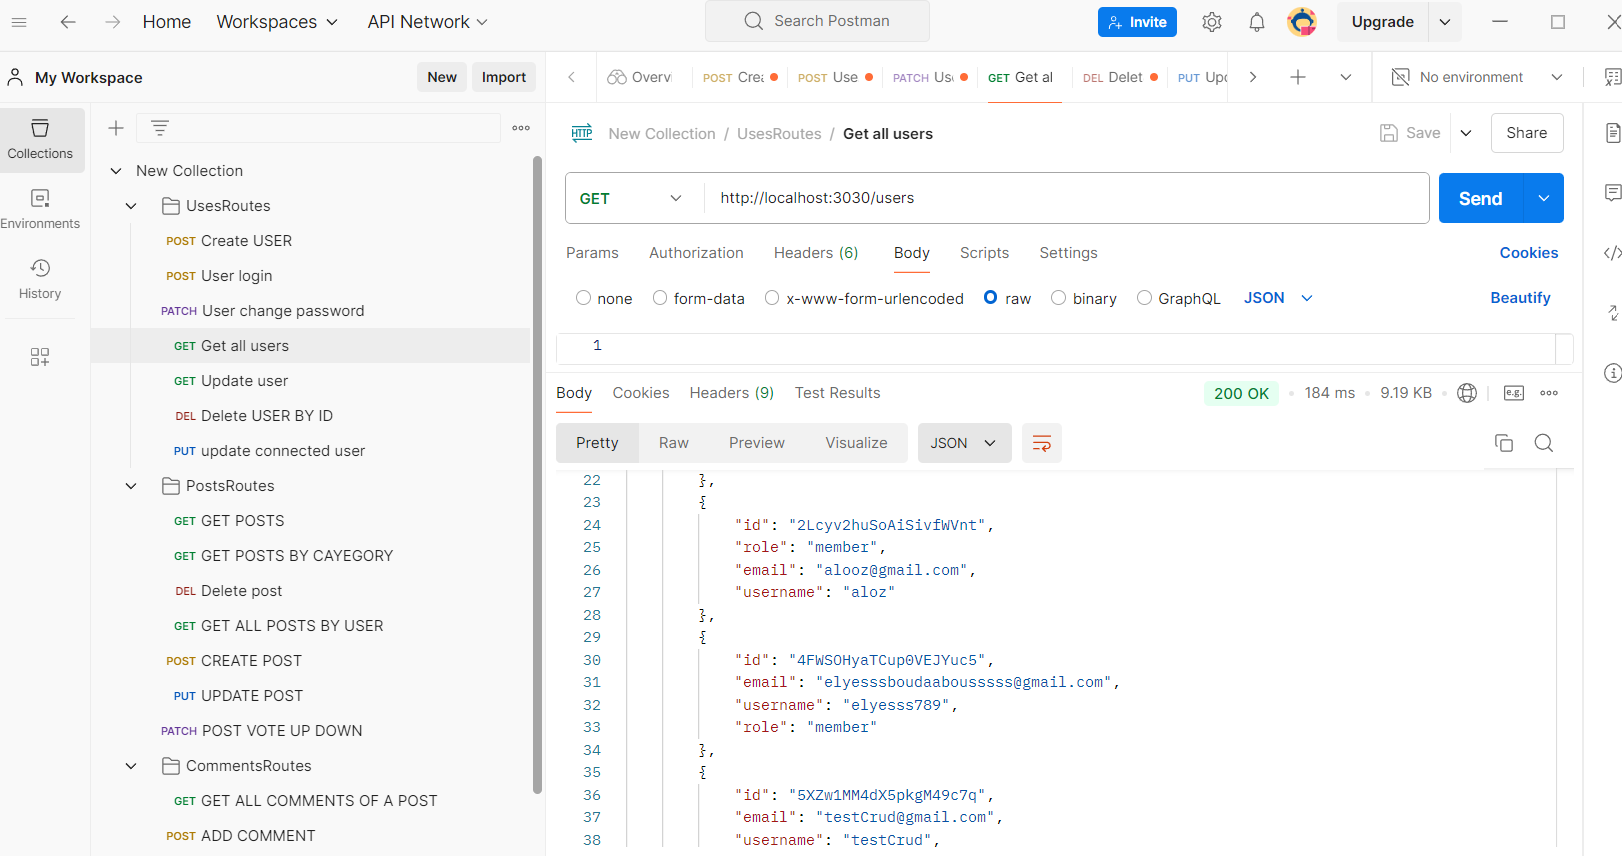 Home Workspaces API Network Search Postman Invite Upgrade
My Workspace New Import Overv POST Crea POST Use PATCH Us GET Get al DEL Delet PUT Up No environment
Collections
Environments
History
New Collection
UsesRoutes
POST Create USER
POST User login
PATCH User change password
GET Get all users
GET Update user
DEL Delete USER BY ID
PUT update connected user
PostsRoutes
GET GET POSTS
GET GET POSTS BY CAYEGORY
DEL Delete post
GET GET ALL POSTS BY USER
POST CREATE POST
PUT UPDATE POST
PATCH POST VOTE UP DOWN
CommentsRoutes
GET GET ALL COMMENTS OF A POST
POST ADD COMMENT
HTTP New Collection / UsesRoutes / Get all users Save Share
GET http://localhost:3030/users Send
Params Authorization Headers (6) Body Scripts Settings Cookies
none form-data x-www-form-urlencoded raw binary GraphQL JSON Beautify
1
Body Cookies Headers (9) Test Results 200 OK 184 ms 9.19 KB e.g.
Pretty Raw Preview Visualize JSON
22 },
23 {
24 "id": "2Lcyv2huSoAiSivfWVnt",
25 "role": "member",
26 "email": "alooz@gmail.com",
27 "username": "aloz"
28 },
29 {
30 "id": "4FWSOHyaTCup0VEJYuc5",
31 "email": "elyesssboudaabousssss@gmail.com",
32 "username": "elyesss789",
33 "role": "member"
34 },
35 {
36 "id": "5XZw1MM4dX5pkgM49c7q",
37 "email": "testCrud@gmail.com",
38 "username": "testCrud",